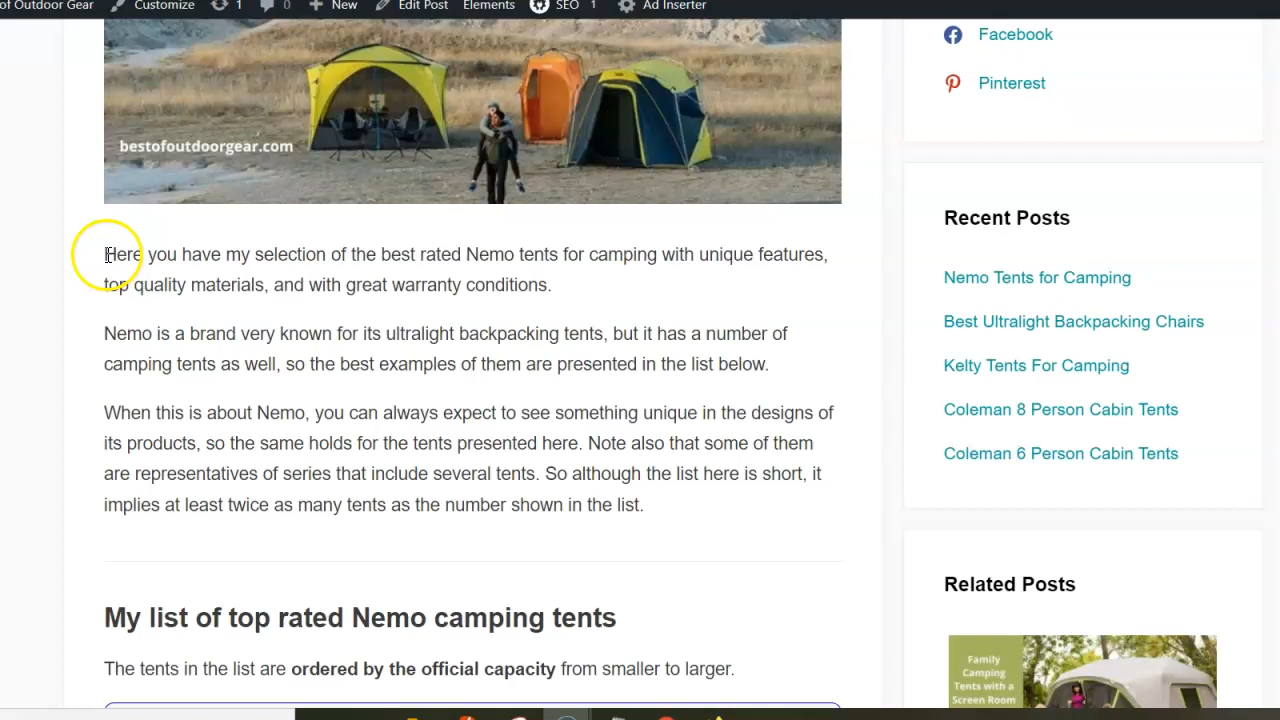 of Outdoor Gear Customize 1 0 New Edit Post Elements SEO 1 Ad Inserter
bestofoutdoorgear.com
Here you have my selection of the best rated Nemo tents for camping with unique features,
top quality materials, and with great warranty conditions.
Nemo is a brand very known for its ultralight backpacking tents, but it has a number of
camping tents as well, so the best examples of them are presented in the list below.
When this is about Nemo, you can always expect to see something unique in the designs of
its products, so the same holds for the tents presented here. Note also that some of them
are representatives of series that include several tents. So although the list here is short, it
implies at least twice as many tents as the number shown in the list.
My list of top rated Nemo camping tents
The tents in the list are ordered by the official capacity from smaller to larger.
Facebook
Pinterest
Recent Posts
Nemo Tents for Camping
Best Ultralight Backpacking Chairs
Kelty Tents For Camping
Coleman 8 Person Cabin Tents
Coleman 6 Person Cabin Tents
Related Posts
Family
Camping
Tents with a
Screen Room